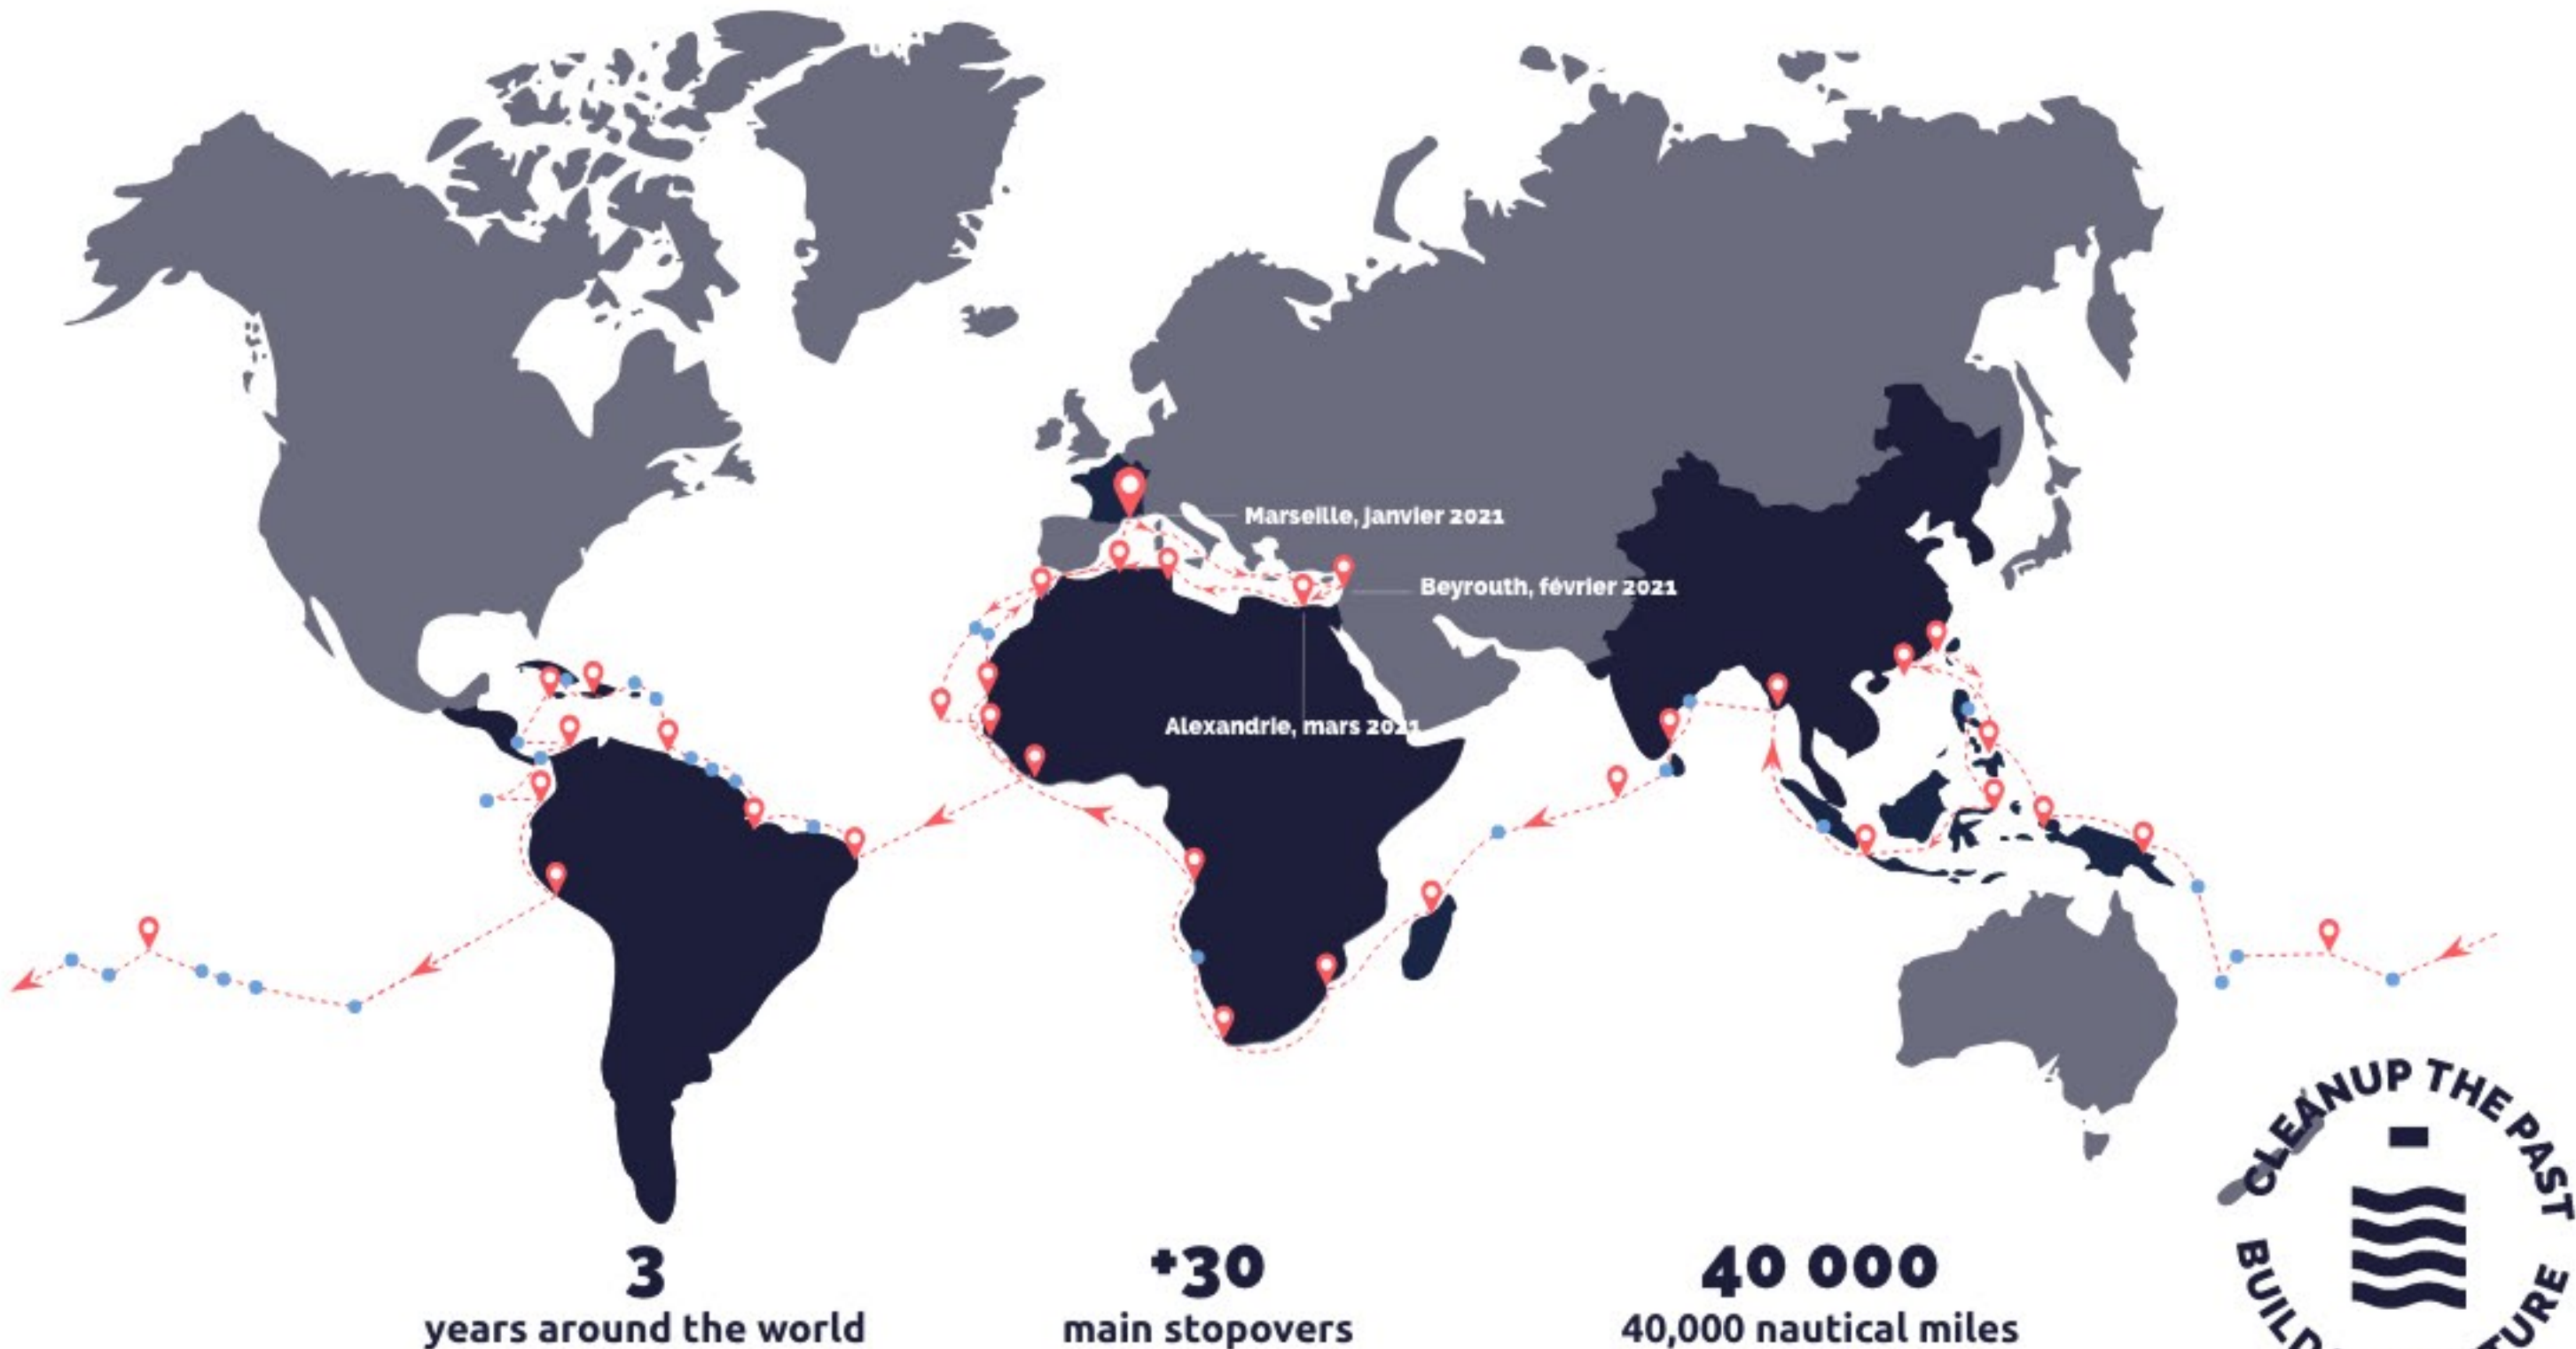 Marseille, janvier 2021
Beyrouth, février 2021
Alexandrie, mars 2021
CLEANUP THE PAST
BUILD
3
years around the world
+30
main stopovers
40 000
40,000 nautical miles